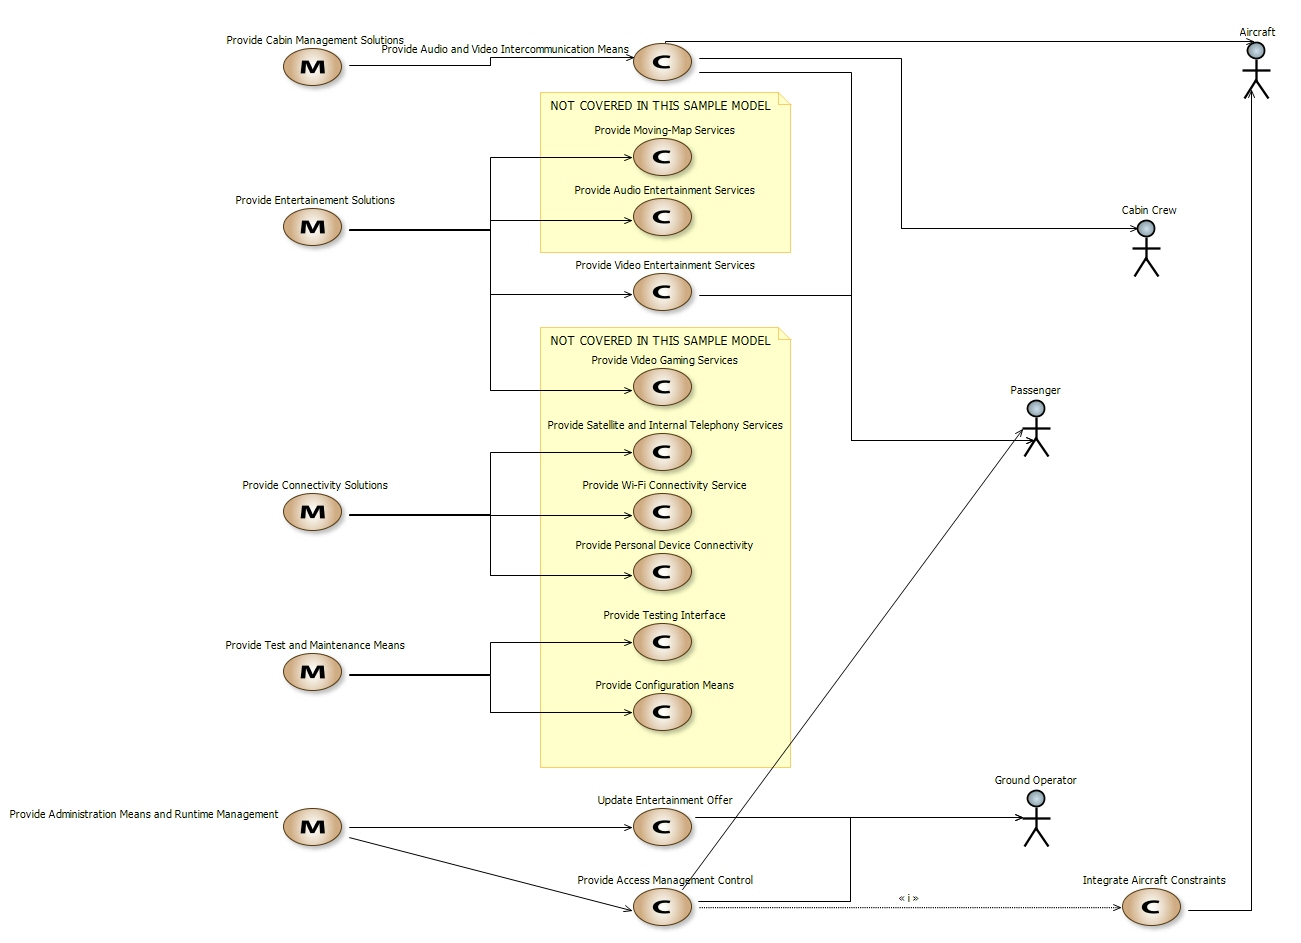 Aircraft
Provide Cabin Management Solutions
Provide Audio and Video Intercommunication Means
M
C
NOT COVERED IN THIS SAMPLE MODEL
Provide Moving-Map Services
C
Provide Audio Entertainment Services
Provide Entertainement Solutions
Cabin Crew
C
M
Provide Video Entertainment Services
C
NOT COVERED IN THIS SAMPLE MODEL
Provide Video Gaming Services
C
Passenger
Provide Satellite and Internal Telephony Services
C
Provide Connectivity Solutions
Provide Wi-Fi Connectivity Service
M
C
Provide Personal Device Connectivity
C
Provide Testing Interface
C
Provide Test and Maintenance Means
M
Provide Configuration Means
C
Ground Operator
Update Entertainment Offer
Provide Administration Means and Runtime Management
M
C
Provide Access Management Control
Integrate Aircraft Constraints
«i»
C
C